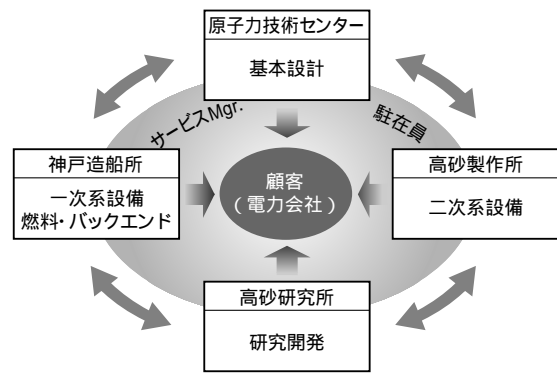 原子力技術センター
基本設計
サービスMgr.
駐在員
神戸造船所
一次系設備
燃料・バックエンド
顧客
(電力会社)
高砂製作所
二次系設備
高砂研究所
研究開発